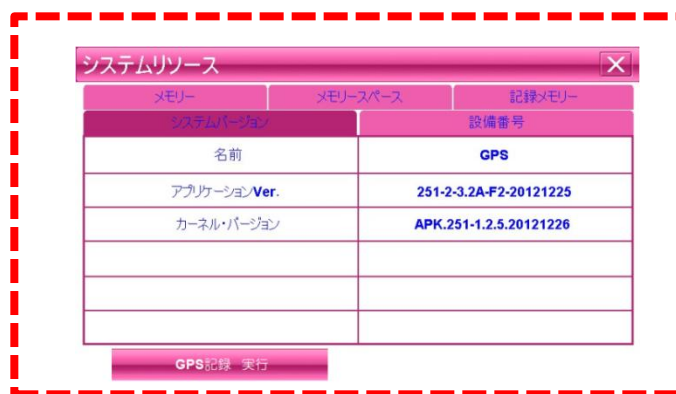 システムリソース
メモリー メモリースペース 記録メモリー
システムバージョン 設備番号
名前 GPS
アプリケーションVer. 251-2-3.2A-F2-20121225
カーネル・バージョン APK.251-1.2.5.20121226
GPS記録 実行